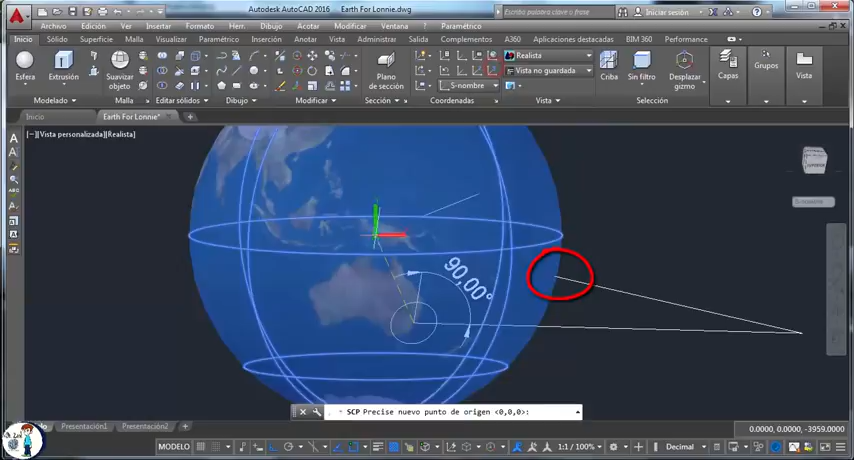 Autodesk AutoCAD 2016 Earth For Lonnie.dwg
Escriba palabra clave o frase
Iniciar sesión
Archivo Edición Ver Insertar Formato Herr. Dibujo Acotar Modificar Ventana ?
Paramétrico
Inicio Sólido Superficie Malla Visualizar Paramétrico Insertar Anotar Vista Administrar Salida Complementos A360 Aplicaciones destacadas BIM 360 Performance
Esfera
Extrusión
Suavizar objeto
Plano de sección
Realista
Vista no guardada
S-nombre
Criba
Sin filtro
Desplazar gizmo
Capas
Grupos
Vista
Modelado
Malla
Editar sólidos
Dibujo
Modificar
Sección
Coordenadas
Vista
Selección
Inicio
Earth For Lonnie*
[−][Vista personalizada][Realista]
90,00°
SCP Precise nuevo punto de origen <0,0,0>:
Presentación1
Presentación2
0.0000, 0.0000, -3959.0000
MODELO
1:1 / 100%
Decimal